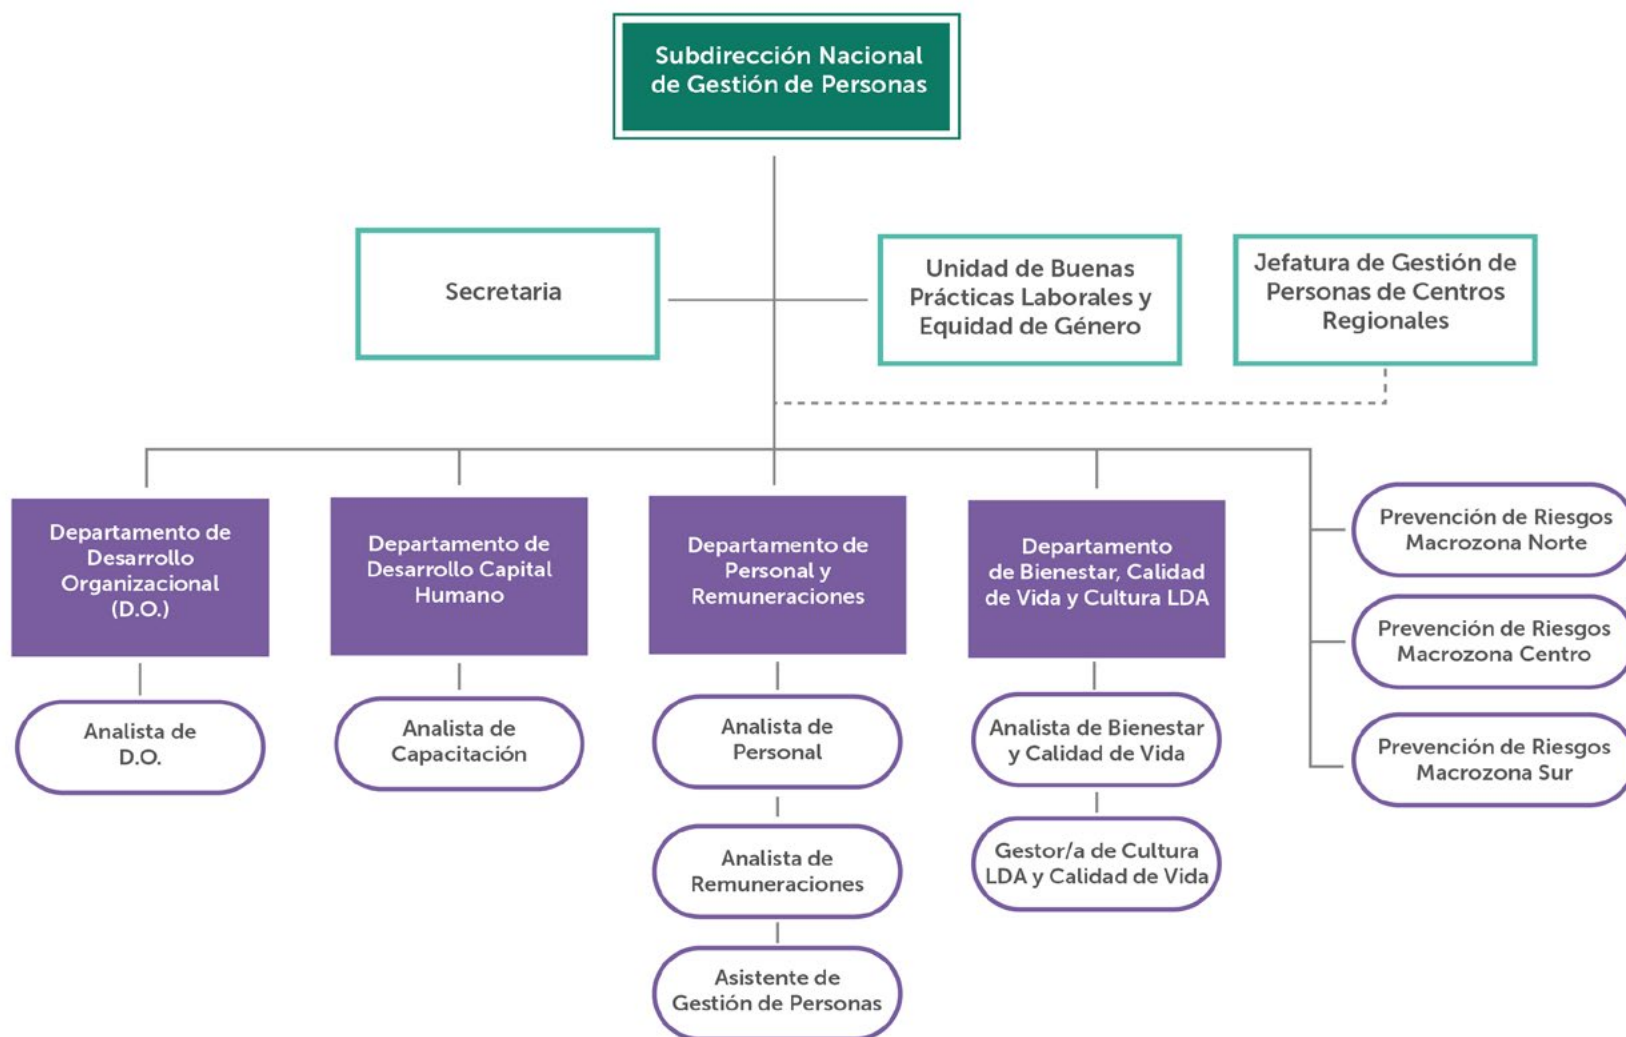 Subdirección Nacional
de Gestión de Personas
Secretaria
Unidad de Buenas
Prácticas Laborales y
Equidad de Género
Jefatura de Gestión de
Personas de Centros
Regionales
Departamento de
Desarrollo
Organizacional
(D.O.)
Departamento de
Desarrollo Capital
Humano
Departamento de
Personal y
Remuneraciones
Departamento
de Bienestar, Calidad
de Vida y Cultura LDA
Prevención de Riesgos
Macrozona Norte
Prevención de Riesgos
Macrozona Centro
Prevención de Riesgos
Macrozona Sur
Analista de
D.O.
Analista de
Capacitación
Analista de
Personal
Analista de Bienestar
y Calidad de Vida
Analista de
Remuneraciones
Gestor/a de Cultura
LDA y Calidad de Vida
Asistente de
Gestión de Personas